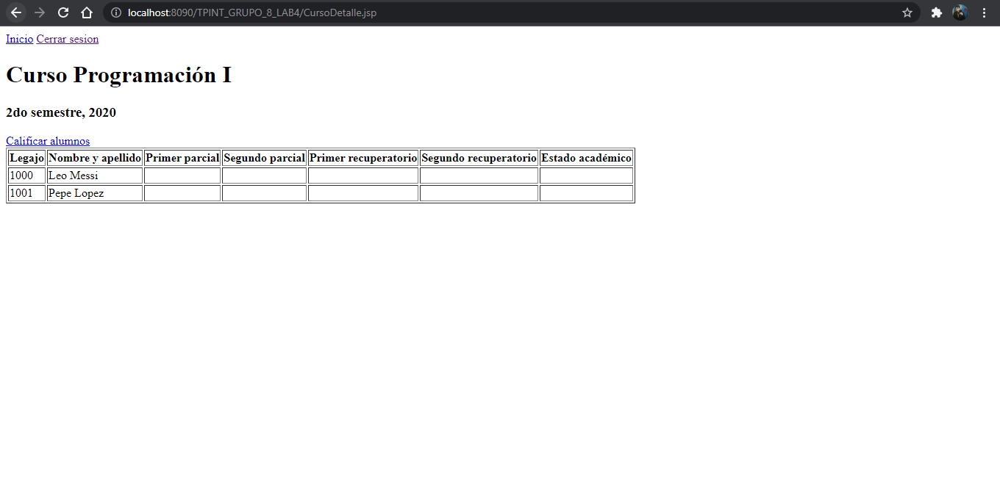 localhost:8090/TPINT_GRUPO_8_LAB4/CursoDetalle.jsp
Inicio Cerrar sesion
Curso Programación I
2do semestre, 2020
Calificar alumnos
Legajo Nombre y apellido Primer parcial Segundo parcial Primer recuperatorio Segundo recuperatorio Estado académico
1000 Leo Messi
1001 Pepe Lopez